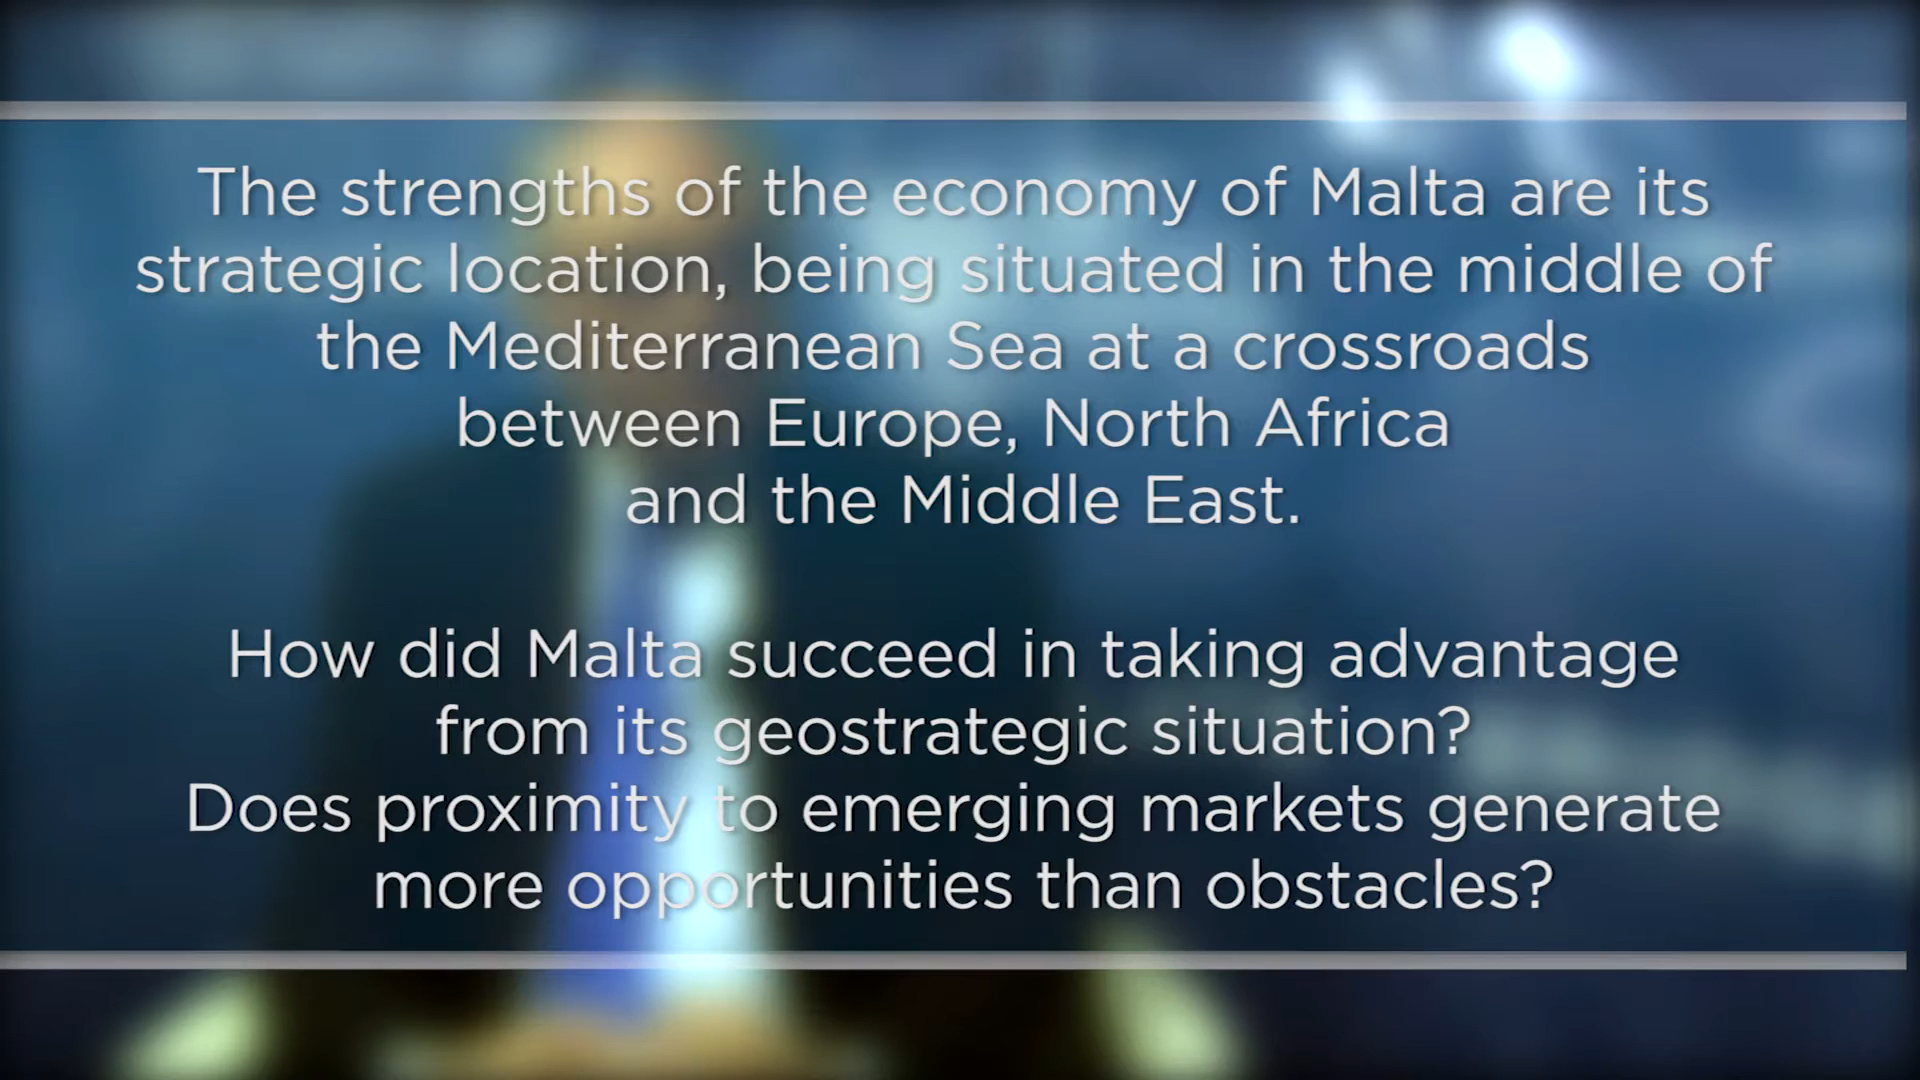 The strengths of the economy of Malta are its
strategic location, being situated in the middle of
the Mediterranean Sea at a crossroads
between Europe, North Africa
and the Middle East.
How did Malta succeed in taking advantage
from its geostrategic situation?
Does proximity to emerging markets generate
more opportunities than obstacles?